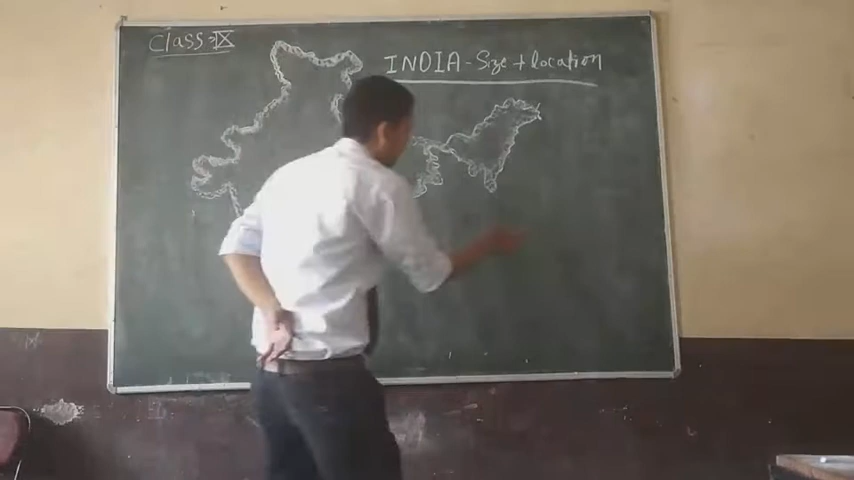 Class :- IX
INDIA - Size + Location